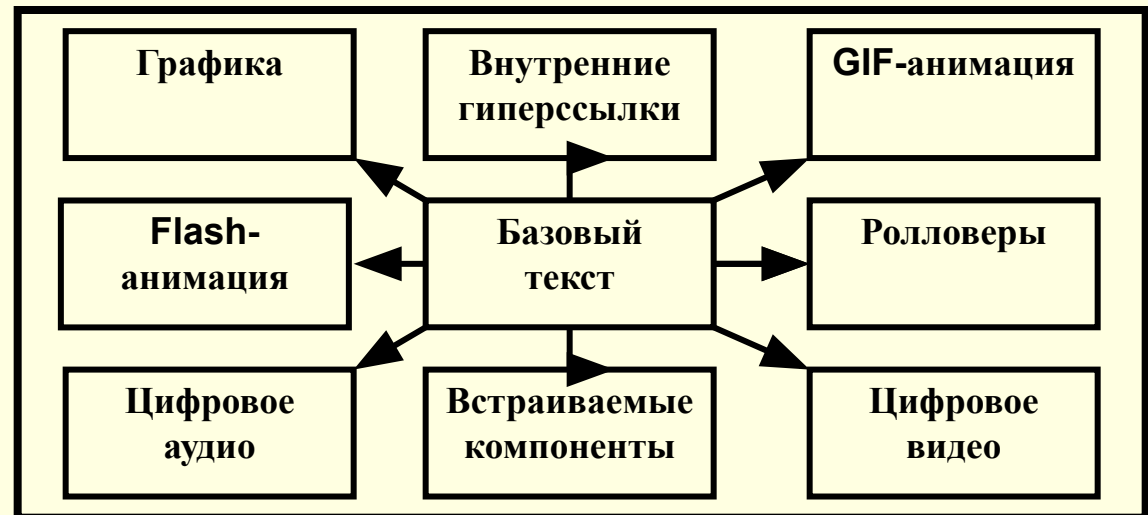 Графика
Внутренние
гиперссылки
GIF-анимация
Flash-
анимация
Базовый
текст
Ролловеры
Цифровое
аудио
Встраиваемые
компоненты
Цифровое
видео